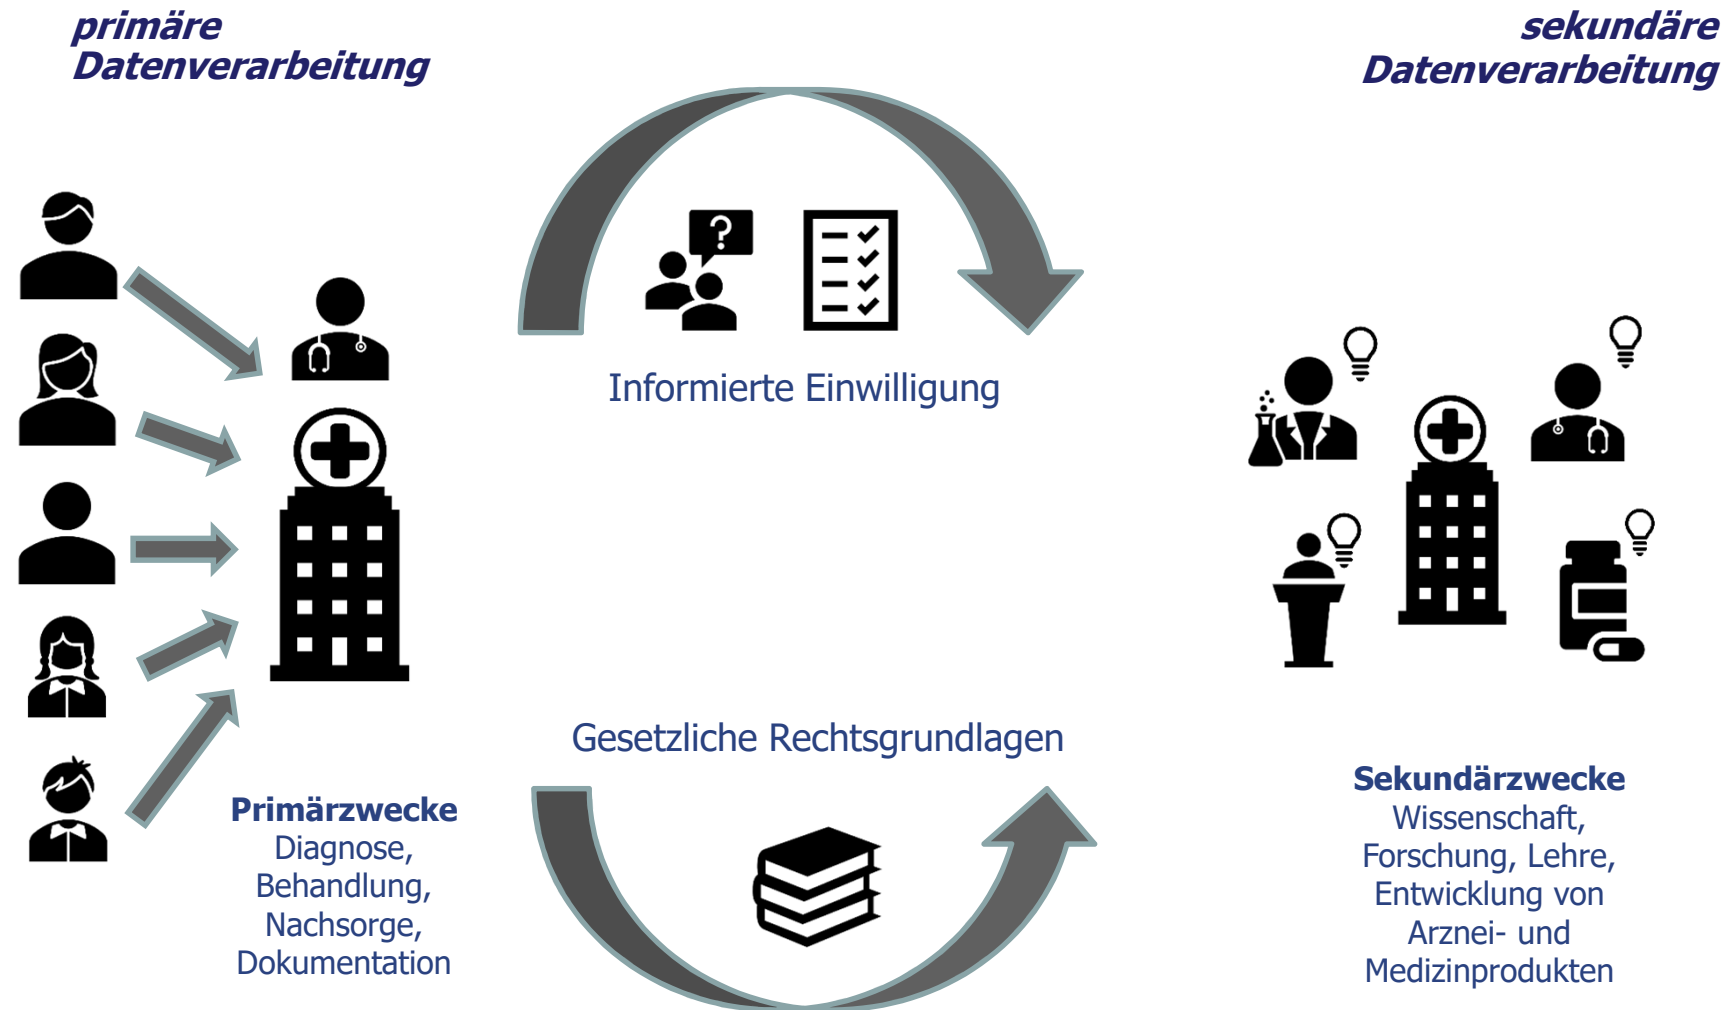 primäre
Datenverarbeitung
sekundäre
Datenverarbeitung
?
Informierte Einwilligung
Gesetzliche Rechtsgrundlagen
Primärzwecke
Diagnose,
Behandlung,
Nachsorge,
Dokumentation
Sekundärzwecke
Wissenschaft,
Forschung, Lehre,
Entwicklung von
Arznei- und
Medizinprodukten